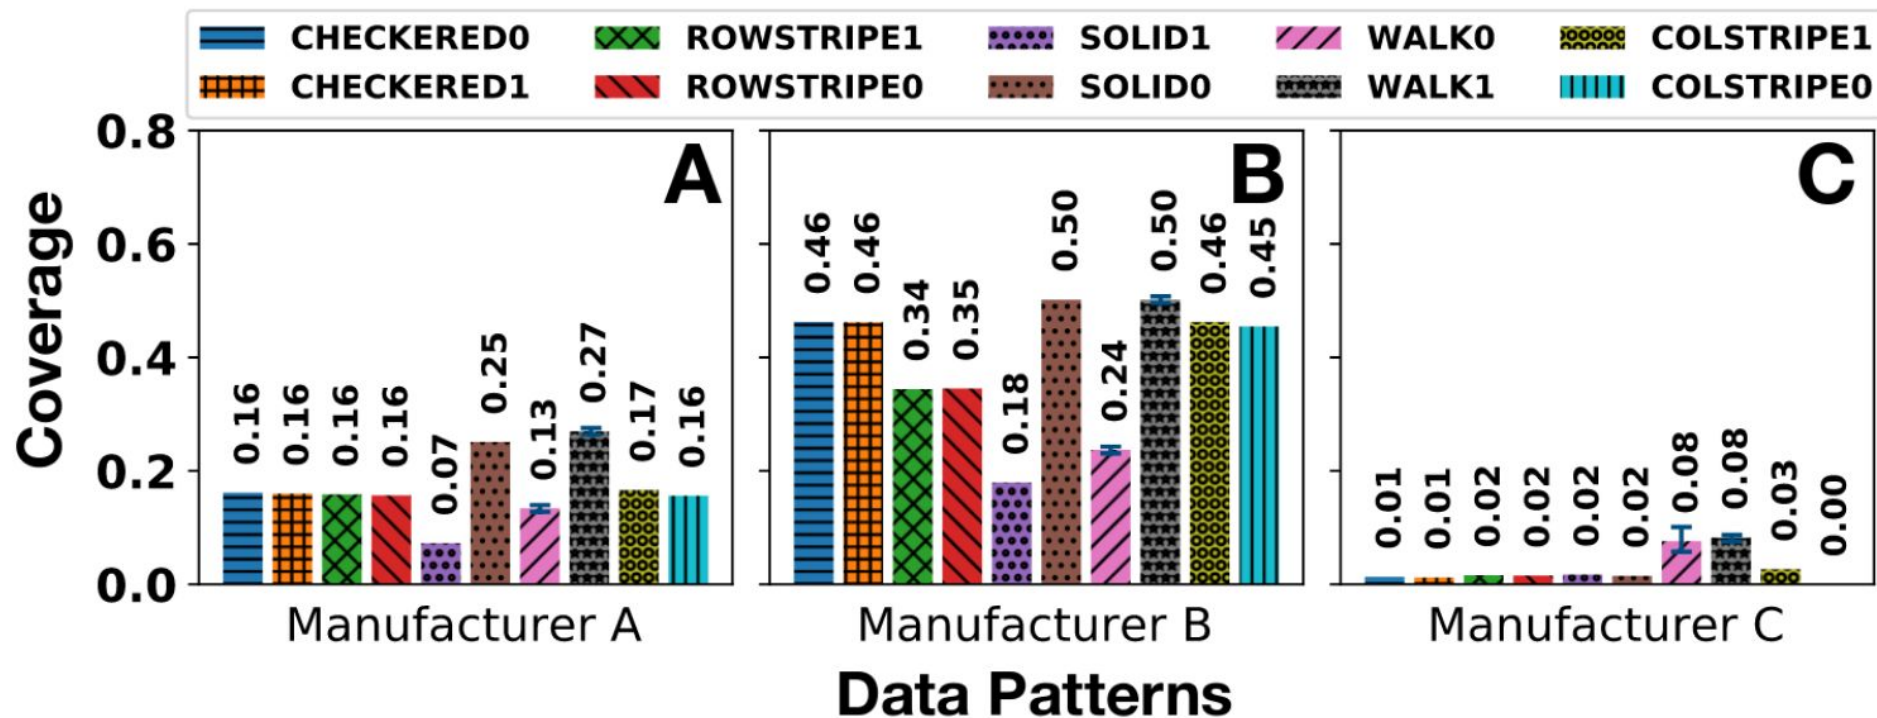 CHECKERED0 ROWSTRIPE1 SOLID1 WALK0 COLSTRIPE1
CHECKERED1 ROWSTRIPE0 SOLID0 WALK1 COLSTRIPE0
Coverage
0.8
0.6
0.4
0.2
0.0
A
0.16 0.16 0.16 0.16 0.07 0.25 0.13 0.27 0.17 0.16
Manufacturer A
B
0.46 0.46 0.34 0.35 0.18 0.50 0.24 0.50 0.46 0.45
Manufacturer B
C
0.01 0.01 0.02 0.02 0.02 0.02 0.08 0.08 0.03 0.00
Manufacturer C
Data Patterns